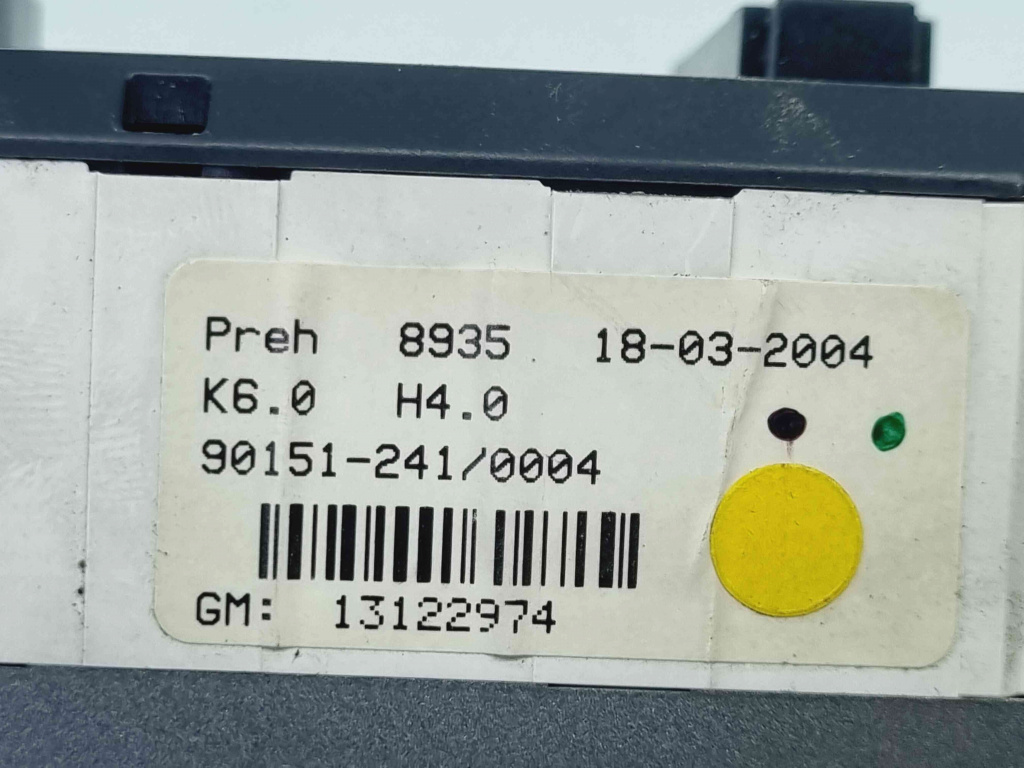 Preh 8935 18-03-2004
K6.0 H4.0
90151-241/0004
GM: 13122974